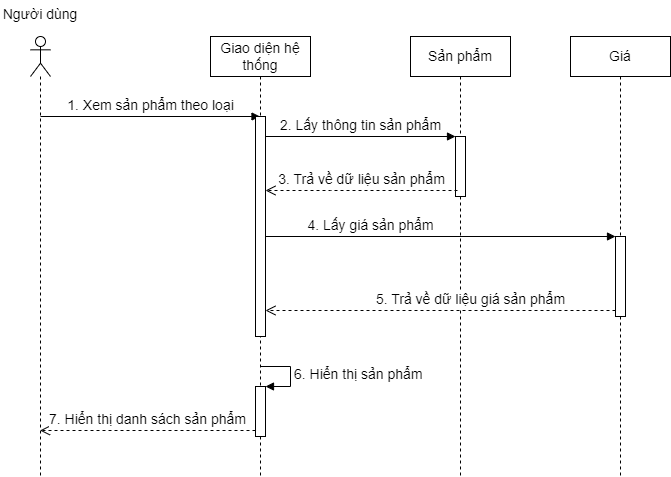 Người dùng
Giao diện hệ
thống
Sản phẩm
Giá
1. Xem sản phẩm theo loại
2. Lấy thông tin sản phẩm
3. Trả về dữ liệu sản phẩm
4. Lấy giá sản phẩm
5. Trả về dữ liệu giá sản phẩm
6. Hiển thị sản phẩm
7. Hiển thị danh sách sản phẩm